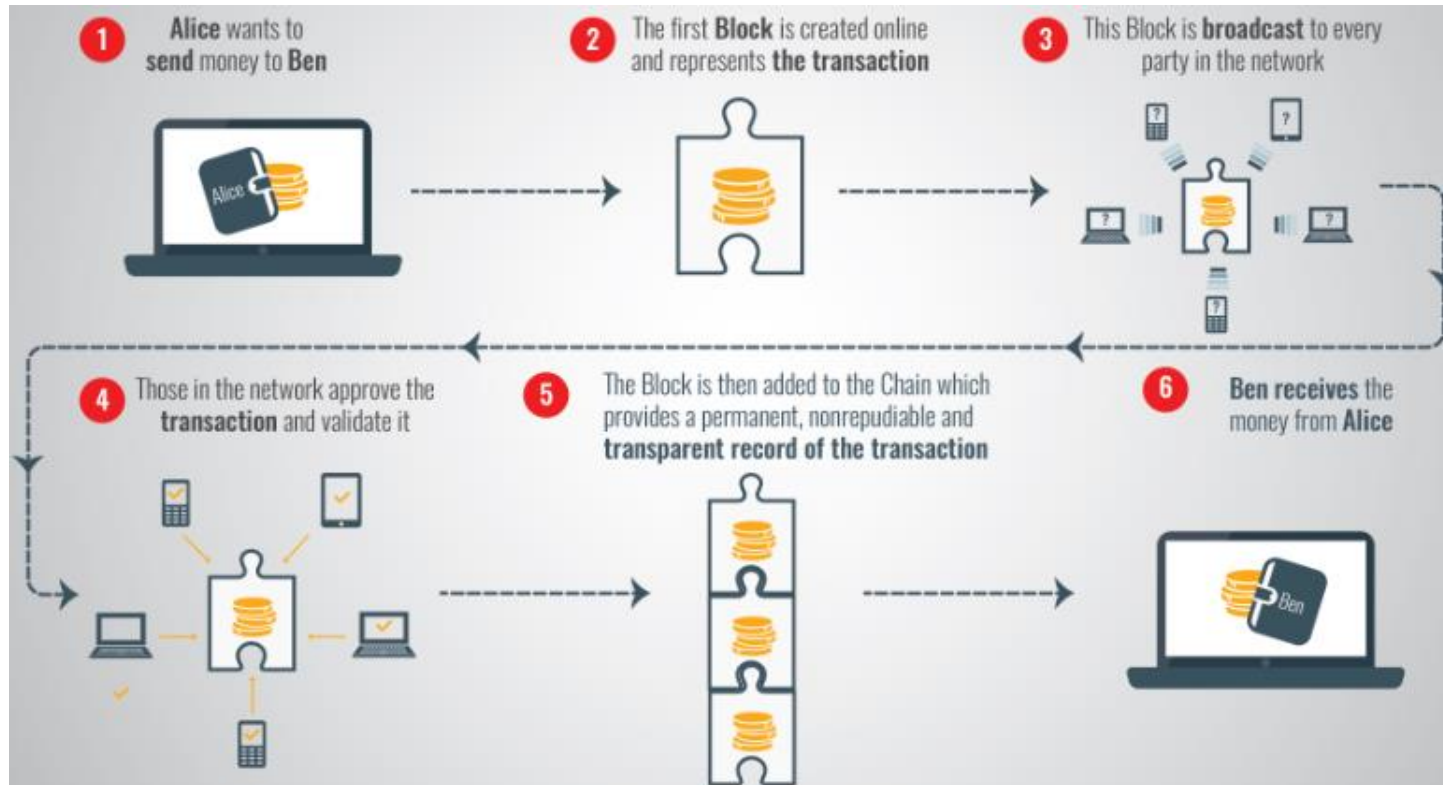 1
Alice wants to
send money to Ben
Alice
2
The first Block is created online
and represents the transaction
3
This Block is broadcast to every
party in the network
?
?
?
?
?
4
Those in the network approve the
transaction and validate it
5
The Block is then added to the Chain which
provides a permanent, nonrepudiable and
transparent record of the transaction
6
Ben receives the
money from Alice
Ben